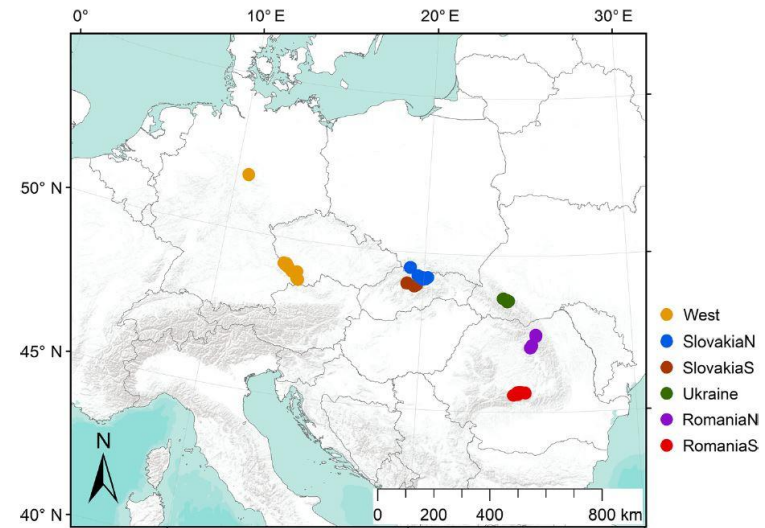 0° 10° E 20° E 30° E
50° N
45° N
40° N
West
SlovakiaN
SlovakiaS
Ukraine
RomaniaN
RomaniaS
N
0 200 400 800 km